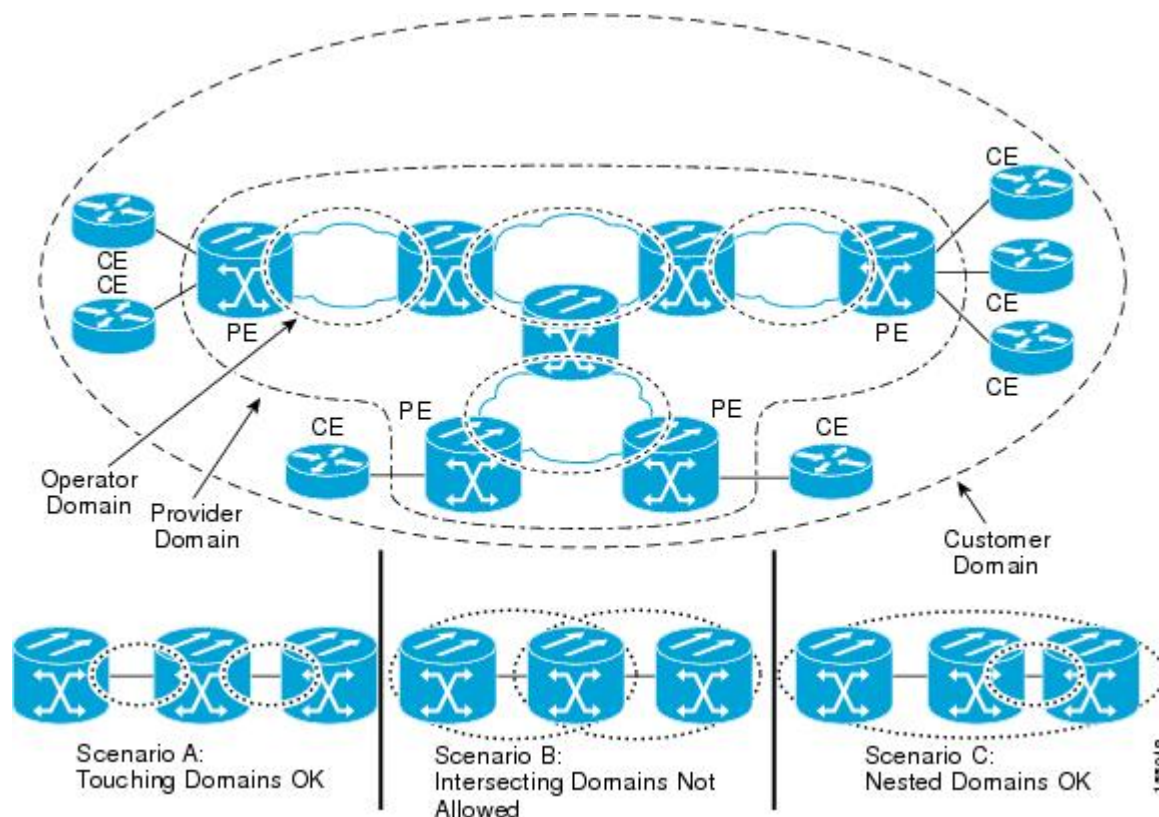 CE
CE
CE
CE
CE
CE
PE
PE
PE
PE
CE
CE
Operator
Domain
Provider
Domain
Customer
Domain
Scenario A:
Touching Domains OK
Scenario B:
Intersecting Domains Not
Allowed
Scenario C:
Nested Domains OK